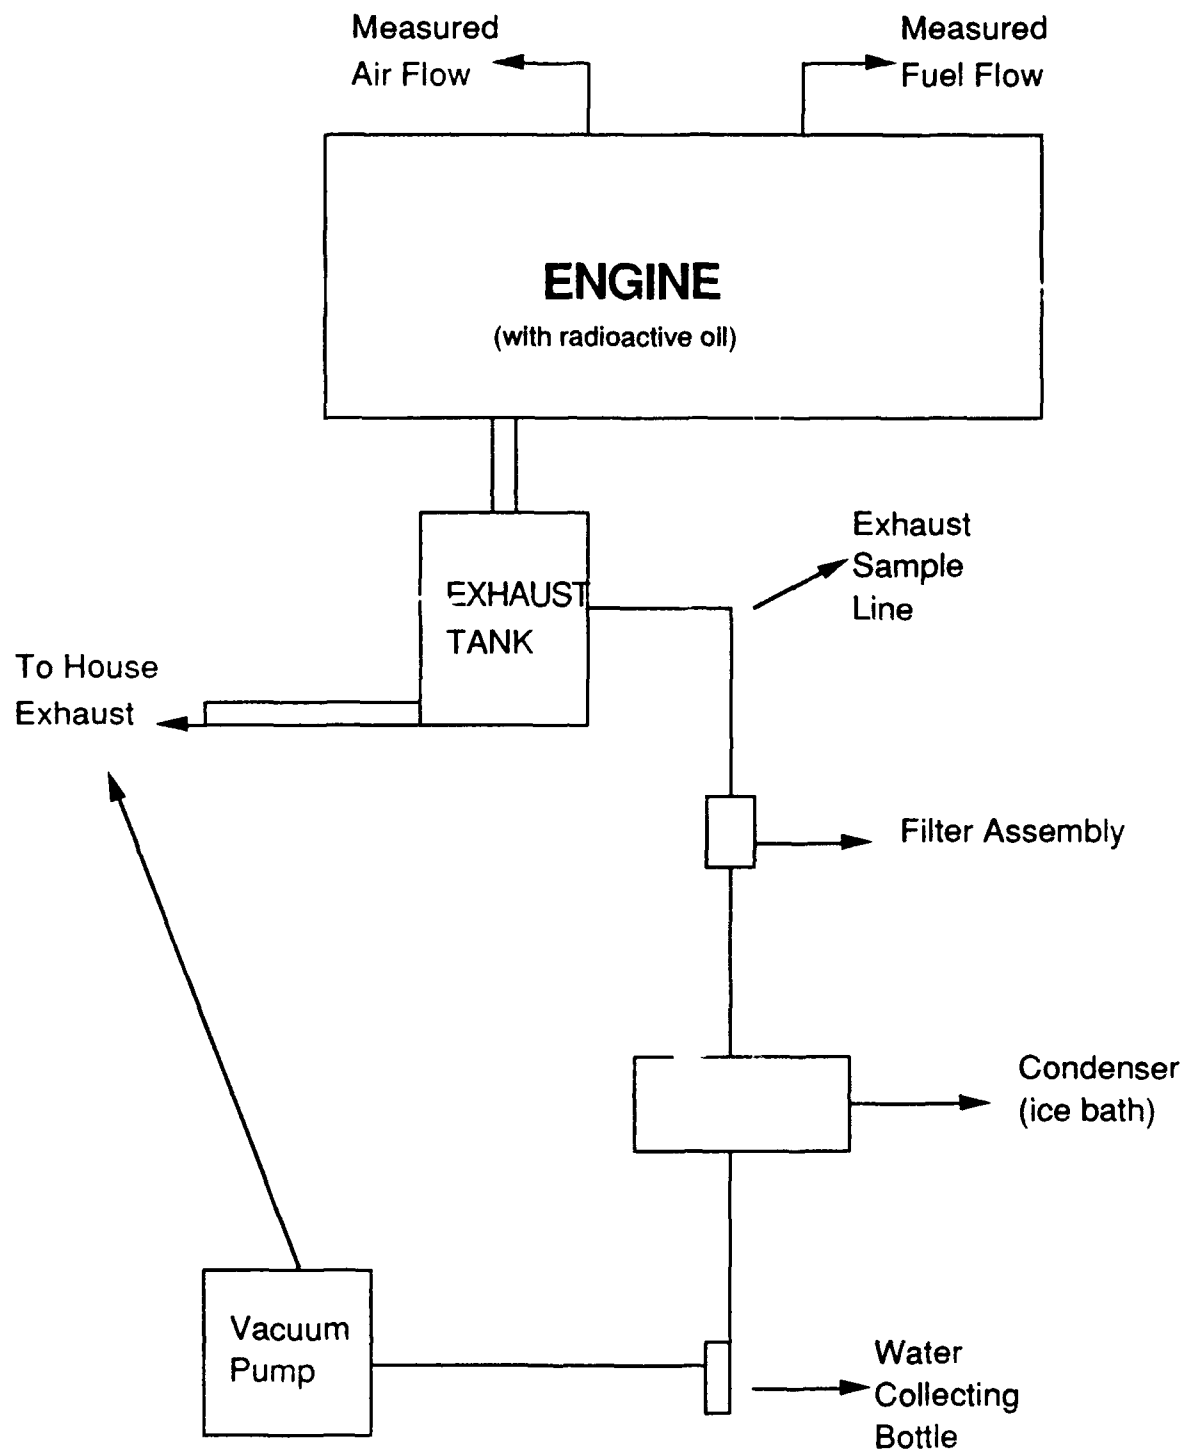 Measured
Air Flow
Measured
Fuel Flow
ENGINE
(with radioactive oil)
EXHAUST
TANK
Exhaust
Sample
Line
To House
Exhaust
Filter Assembly
Condenser
(ice bath)
Vacuum
Pump
Water
Collecting
Bottle